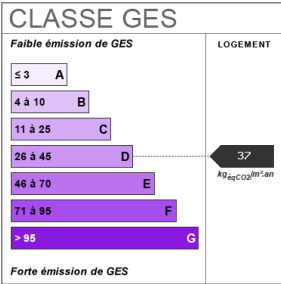 CLASSE GES
Faible émission de GES
LOGEMENT
≤ 3 A
4 à 10 B
11 à 25 C
26 à 45 D
37
kgéqCO2/m².an
46 à 70 E
71 à 95 F
> 95 G
Forte émission de GES